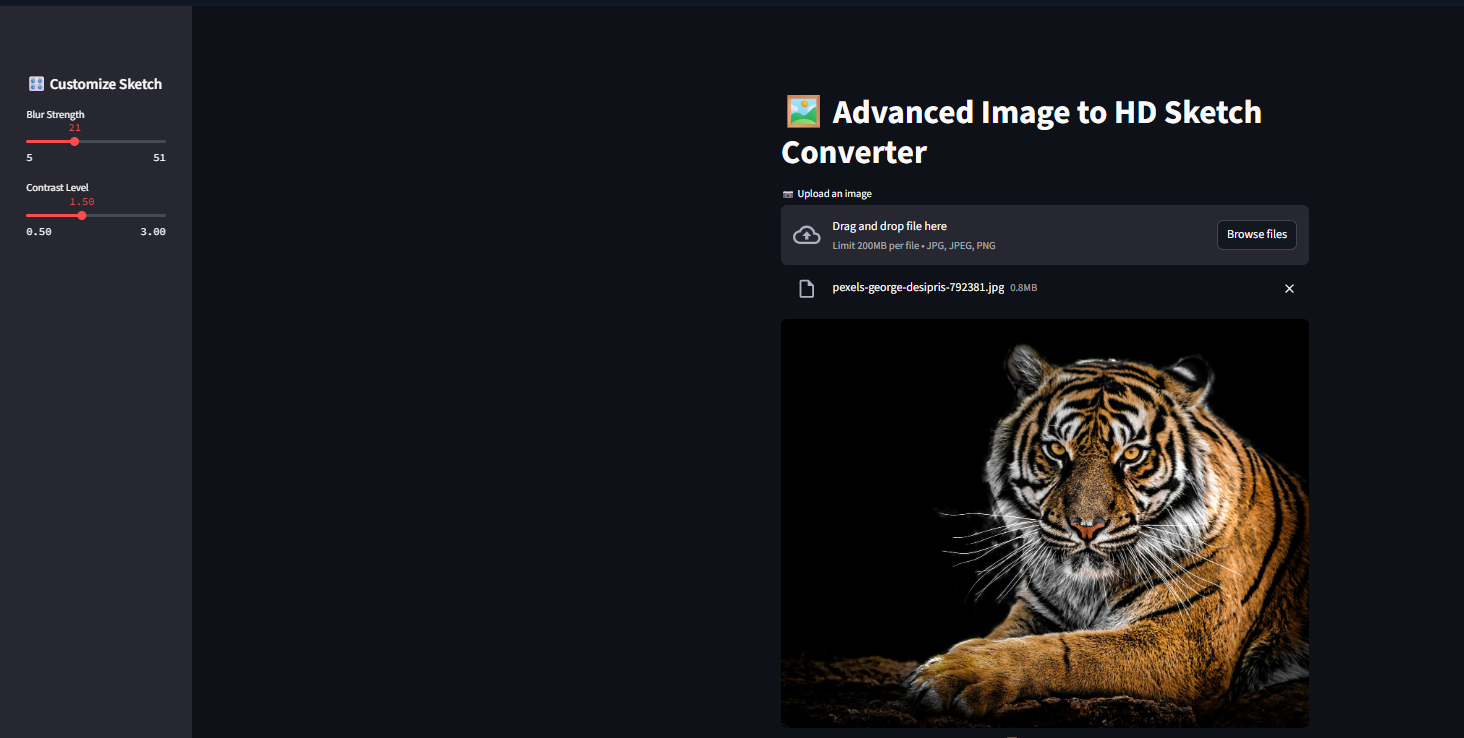 Customize Sketch
Blur Strength
21
5 51
Contrast Level
1.50
0.50 3.00
Advanced Image to HD Sketch
Converter
Upload an image
Drag and drop file here
Limit 200MB per file • JPG, JPEG, PNG
Browse files
pexels-george-desipris-792381.jpg 0.8MB